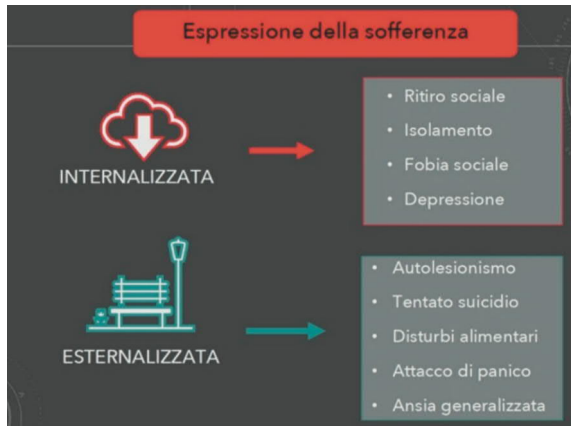 Espressione della sofferenza
INTERNALIZZATA
• Ritiro sociale
• Isolamento
• Fobia sociale
• Depressione
ESTERNALIZZATA
• Autolesionismo
• Tentato suicidio
• Disturbi alimentari
• Attacco di panico
• Ansia generalizzata